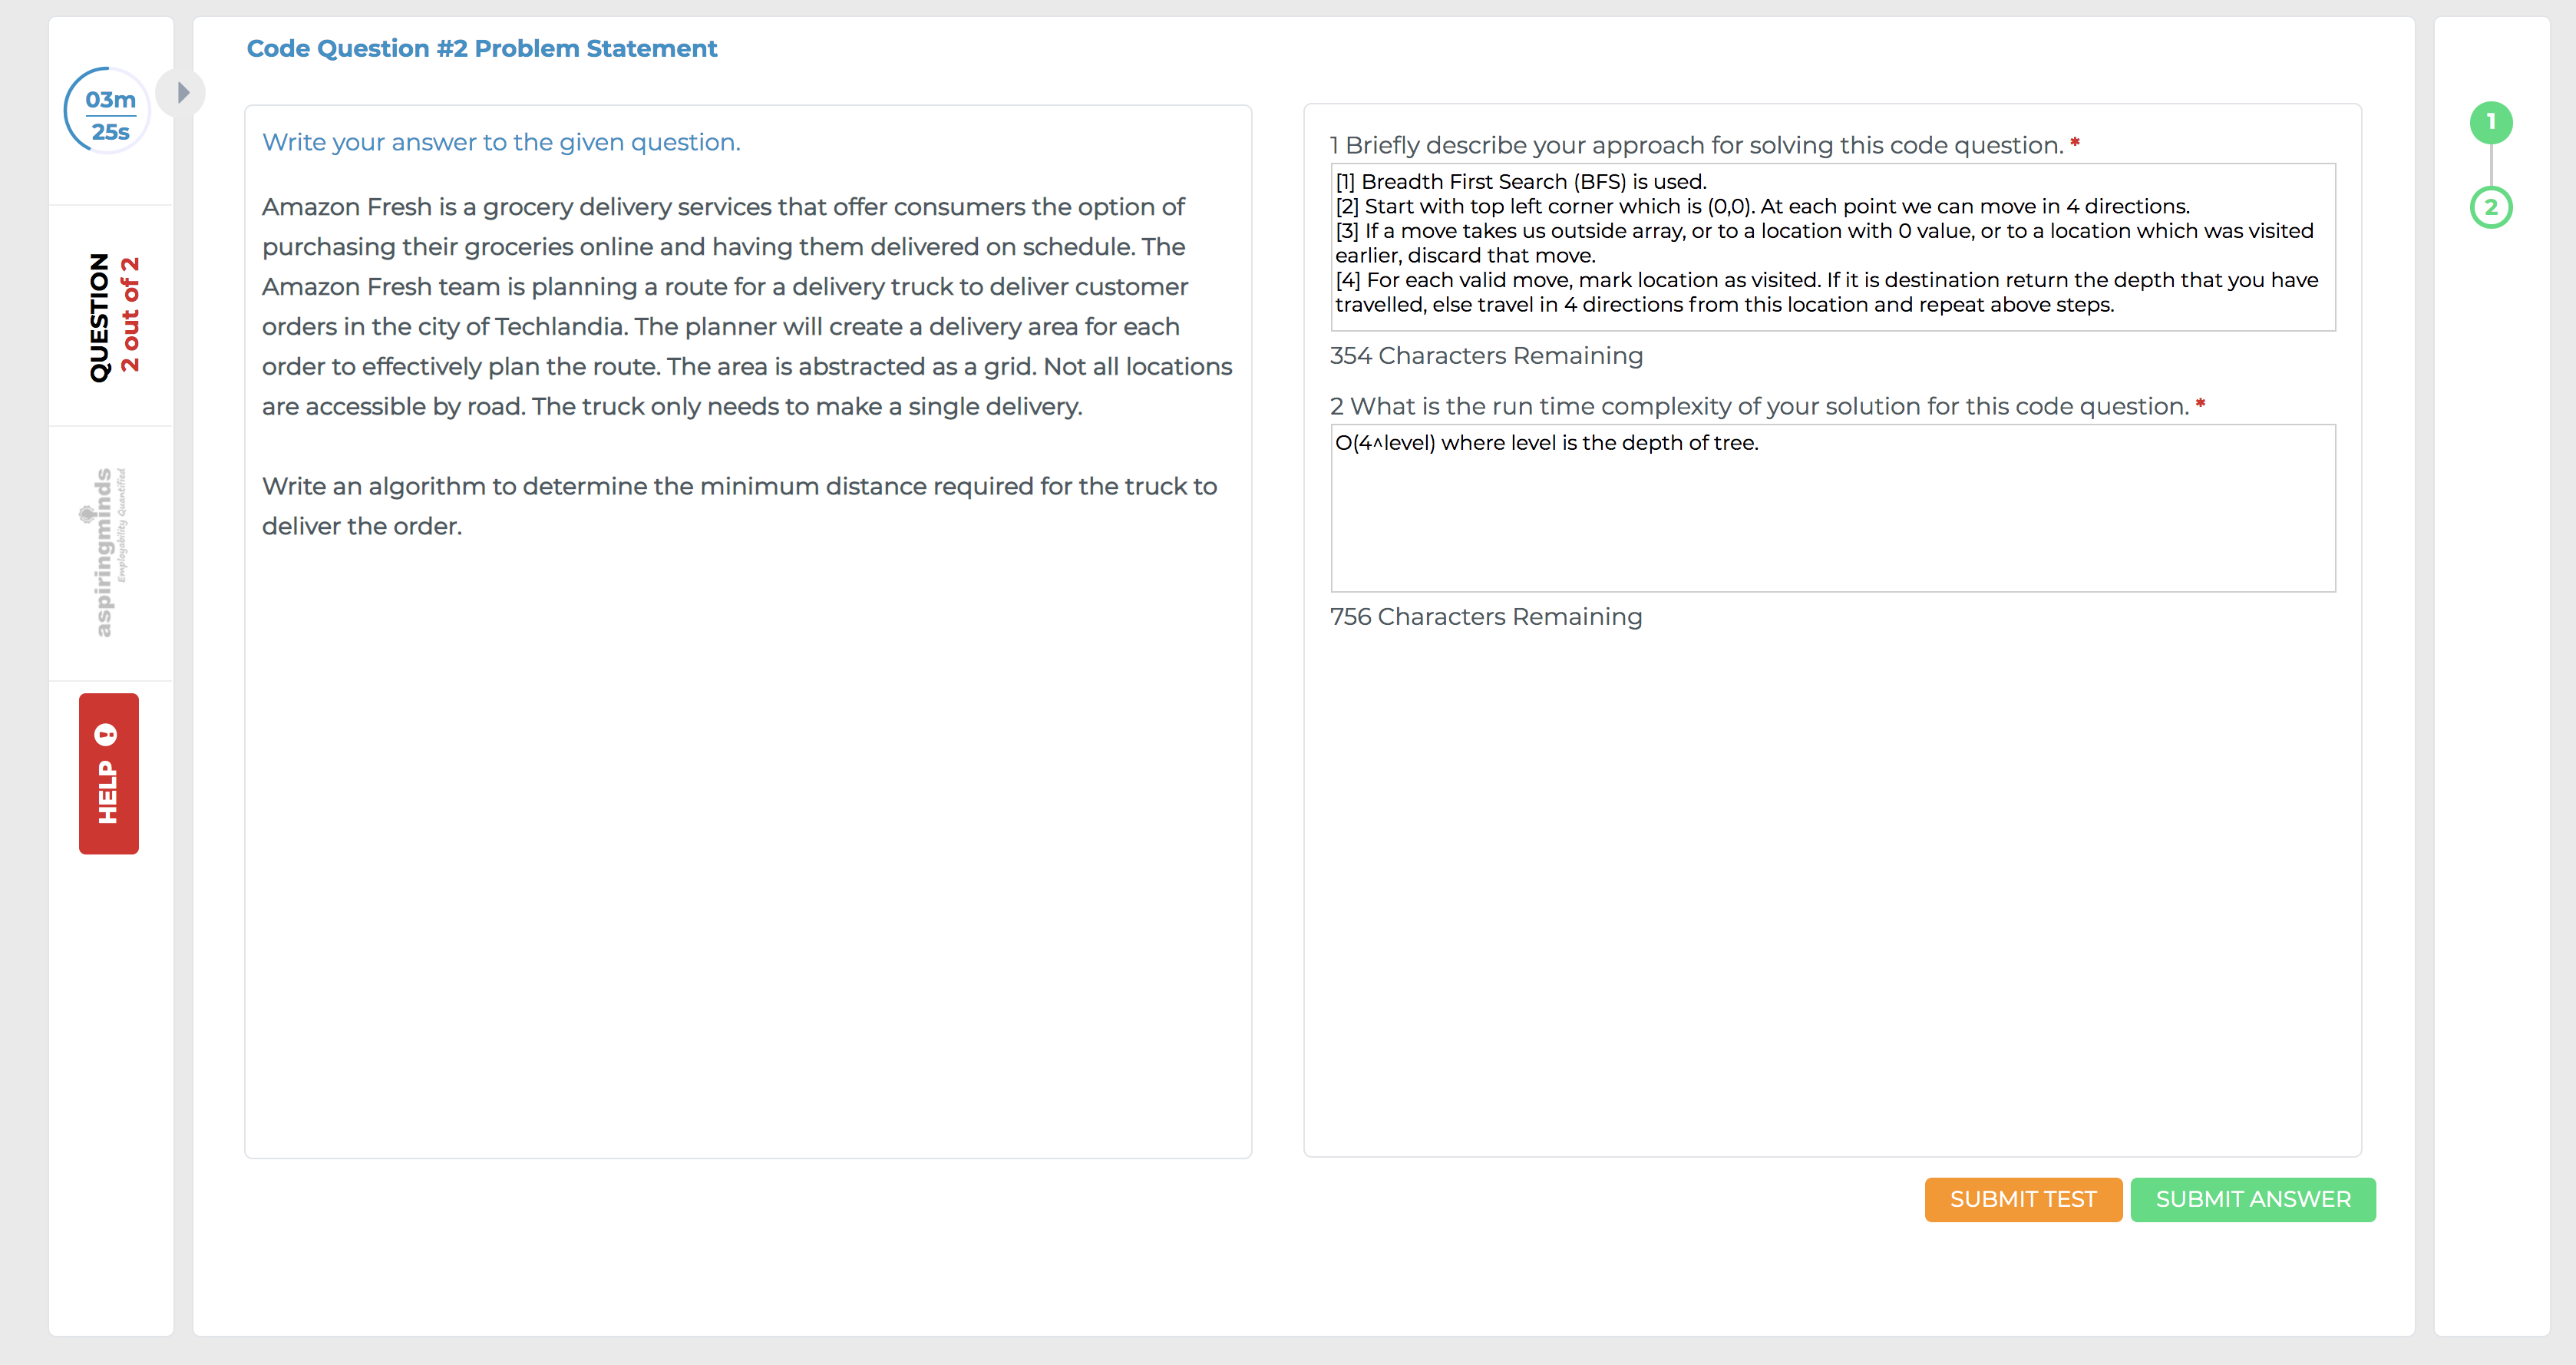 Code Question #2 Problem Statement
03m
25s
QUESTION
2 out of 2
aspiringminds
Employability Quantified
HELP
Write your answer to the given question.
Amazon Fresh is a grocery delivery services that offer consumers the option of
purchasing their groceries online and having them delivered on schedule. The
Amazon Fresh team is planning a route for a delivery truck to deliver customer
orders in the city of Techlandia. The planner will create a delivery area for each
order to effectively plan the route. The area is abstracted as a grid. Not all locations
are accessible by road. The truck only needs to make a single delivery.
Write an algorithm to determine the minimum distance required for the truck to
deliver the order.
1 Briefly describe your approach for solving this code question. *
[1] Breadth First Search (BFS) is used.
[2] Start with top left corner which is (0,0). At each point we can move in 4 directions.
[3] If a move takes us outside array, or to a location with 0 value, or to a location which was visited
earlier, discard that move.
[4] For each valid move, mark location as visited. If it is destination return the depth that you have
travelled, else travel in 4 directions from this location and repeat above steps.
354 Characters Remaining
2 What is the run time complexity of your solution for this code question. *
O(4^level) where level is the depth of tree.
756 Characters Remaining
SUBMIT TEST
SUBMIT ANSWER
1
2